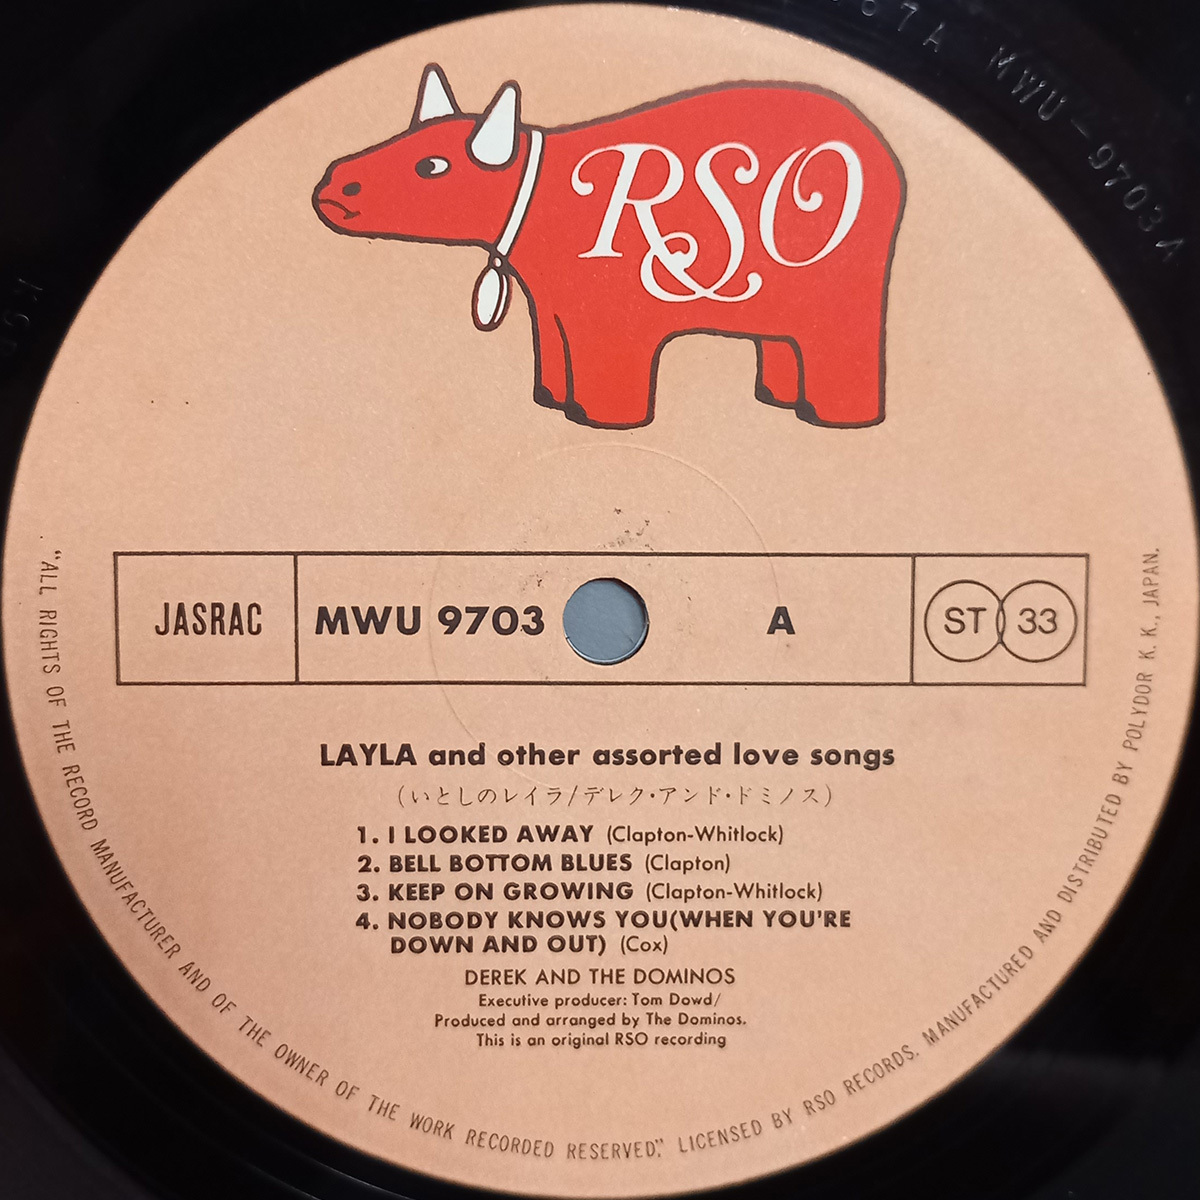 RSO
JASRAC
MWU 9703
A
ST 33
LAYLA and other assorted love songs
(いとしのレイラ/デレク・アンド・ドミノス)
1. I LOOKED AWAY (Clapton-Whitlock)
2. BELL BOTTOM BLUES (Clapton)
3. KEEP ON GROWING (Clapton-Whitlock)
4. NOBODY KNOWS YOU(WHEN YOU'RE
DOWN AND OUT) (Cox)
DEREK AND THE DOMINOS
Executive producer: Tom Dowd/
Produced and arranged by The Dominos.
This is an original RSO recording
"ALL RIGHTS OF THE RECORD MANUFACTURER AND OF THE OWNER OF THE WORK RECORDED RESERVED." LICENSED BY RSO RECORDS. MANUFACTURED AND DISTRIBUTED BY POLYDOR K. K., JAPAN.
MWU-9703A